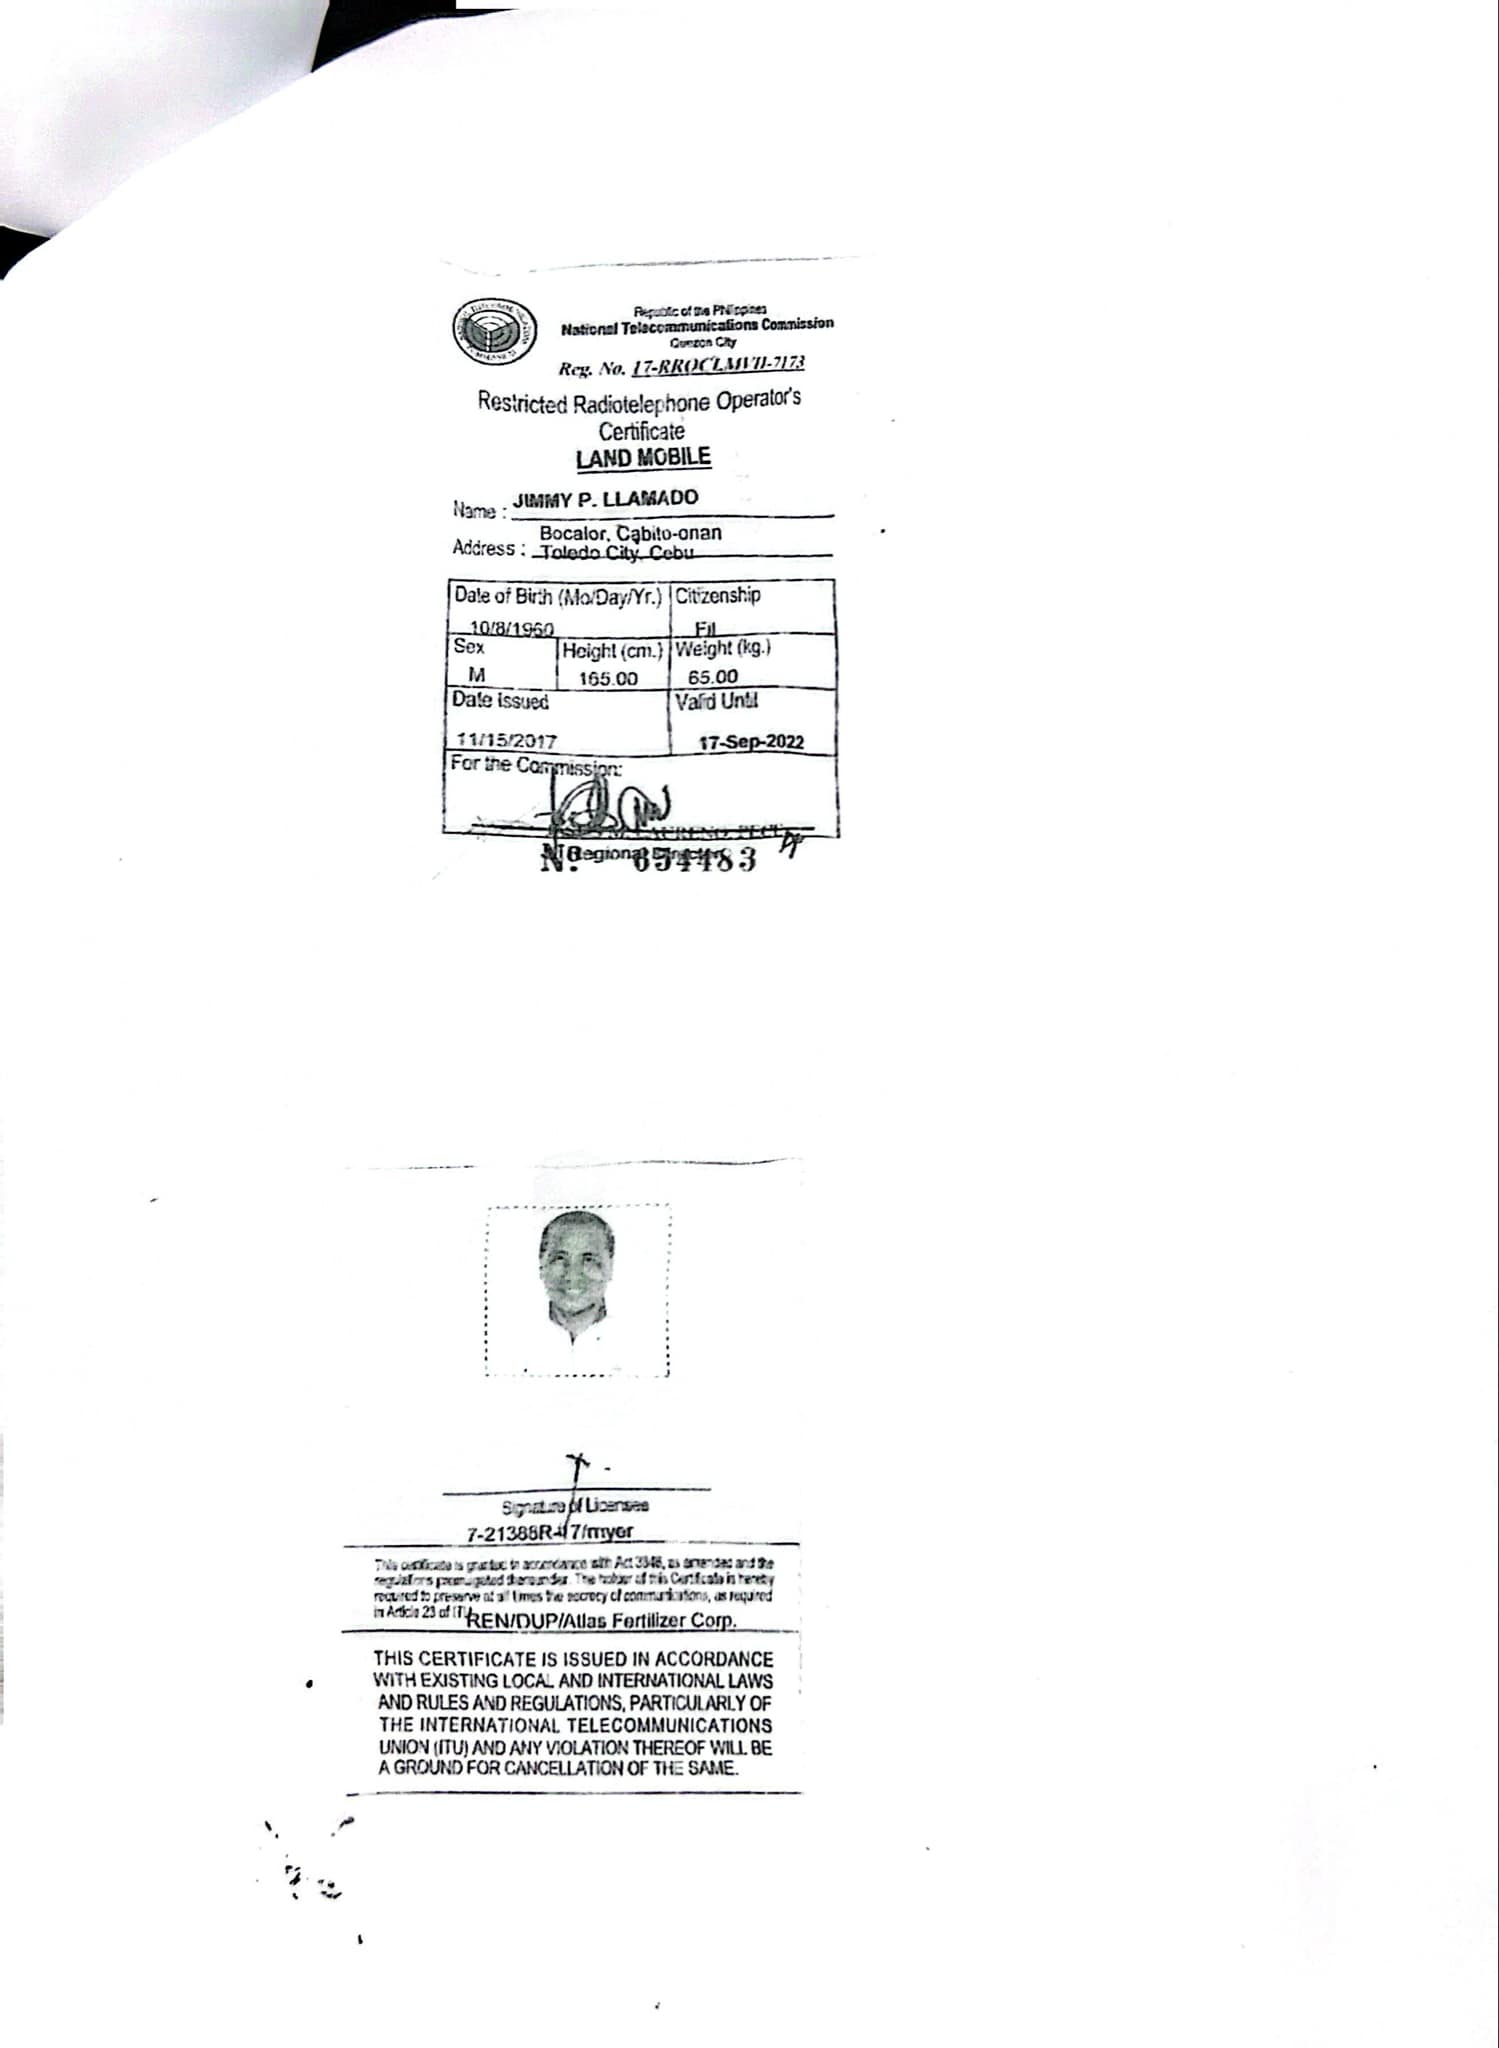 Republic of the Philippines
National Telecommunications Commission
Quezon City
Reg. No. 17-RROCLMVII-7173
Restricted Radiotelephone Operator's
Certificate
LAND MOBILE
Name : JIMMY P. LLAMADO
Address : Bocalor, Cabito-onan
Toledo City, Cebu
Date of Birth (Mo/Day/Yr.) Citizenship
10/8/1960 Fil
Sex Height (cm.) Weight (kg.)
M 165.00 65.00
Date issued Valid Until
11/15/2017 17-Sep-2022
For the Commission:
Regional Director
No. 654483
Signature of Licensee
7-21388R-17/myer
This certificate is granted in accordance with Act 3846, as amended and the
regulations promulgated thereunder. The holder of this Certificate is hereby
required to preserve at all times the secrecy of communications, as required
in Article 23 of ITU
REN/DUP/Atlas Fertilizer Corp.
THIS CERTIFICATE IS ISSUED IN ACCORDANCE
WITH EXISTING LOCAL AND INTERNATIONAL LAWS
AND RULES AND REGULATIONS, PARTICULARLY OF
THE INTERNATIONAL TELECOMMUNICATIONS
UNION (ITU) AND ANY VIOLATION THEREOF WILL BE
A GROUND FOR CANCELLATION OF THE SAME.